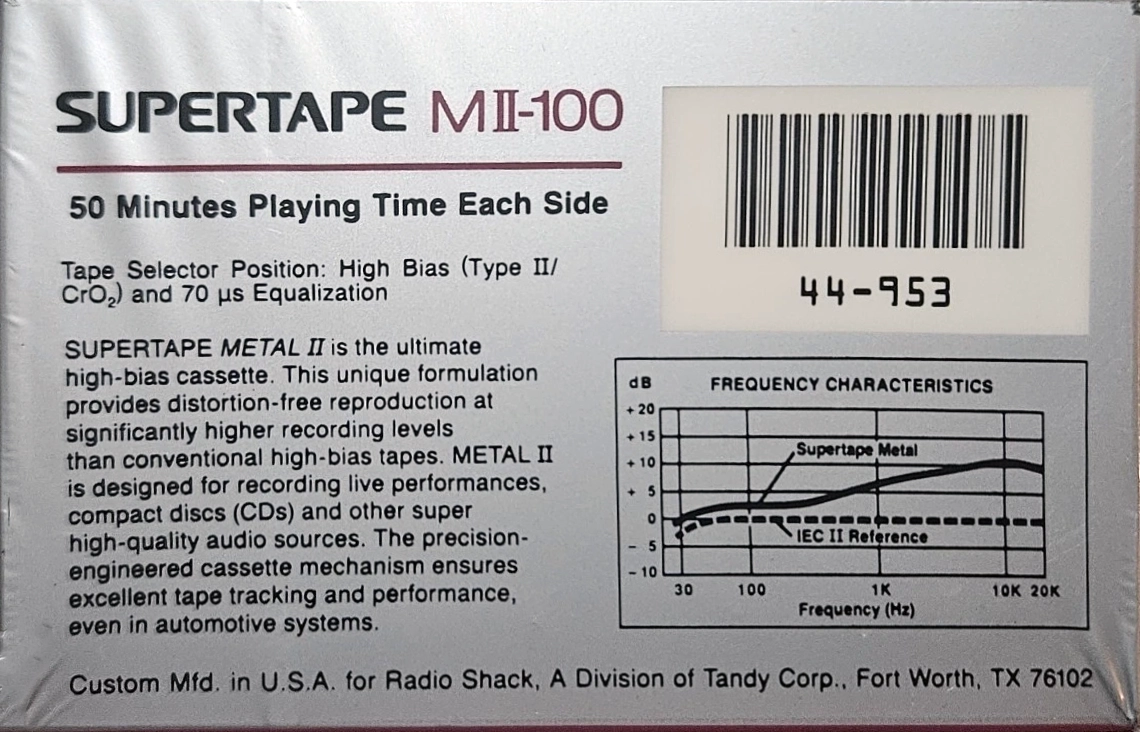 SUPERTAPE MII-100
50 Minutes Playing Time Each Side
Tape Selector Position: High Bias (Type II/
CrO₂) and 70 µs Equalization
SUPERTAPE METAL II is the ultimate
high-bias cassette. This unique formulation
provides distortion-free reproduction at
significantly higher recording levels
than conventional high-bias tapes. METAL II
is designed for recording live performances,
compact discs (CDs) and other super
high-quality audio sources. The precision-
engineered cassette mechanism ensures
excellent tape tracking and performance,
even in automotive systems.
44-953
dB FREQUENCY CHARACTERISTICS
+ 20
+ 15
+ 10
+ 5
0
- 5
- 10
Supertape Metal
IEC II Reference
30 100 1K 10K 20K
Frequency (Hz)
Custom Mfd. in U.S.A. for Radio Shack, A Division of Tandy Corp., Fort Worth, TX 76102